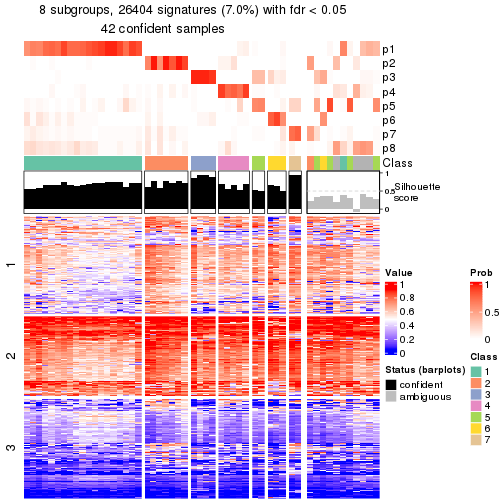 8 subgroups, 26404 signatures (7.0%) with fdr < 0.05
42 confident samples
p1
p2
p3
p4
p5
p6
p7
p8
Class
1
0.5
0
Silhouette
score
1
2
3
Value
1
0.8
0.6
0.4
0.2
0
Status (barplots)
confident
ambiguous
Prob
1
0.5
0
Class
1
2
3
4
5
6
7